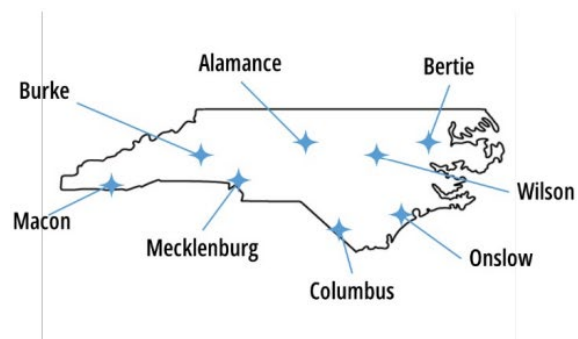 Alamance
Bertie
Burke
Wilson
Macon
Mecklenburg
Onslow
Columbus